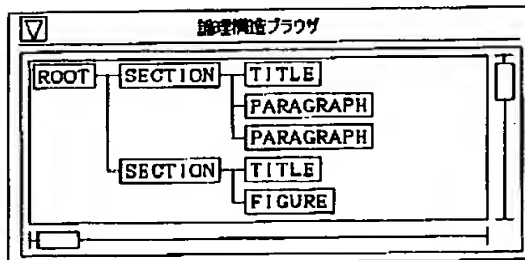 論理構造ブラウザ
ROOT SECTION TITLE
PARAGRAPH
PARAGRAPH
SECTION TITLE
FIGURE